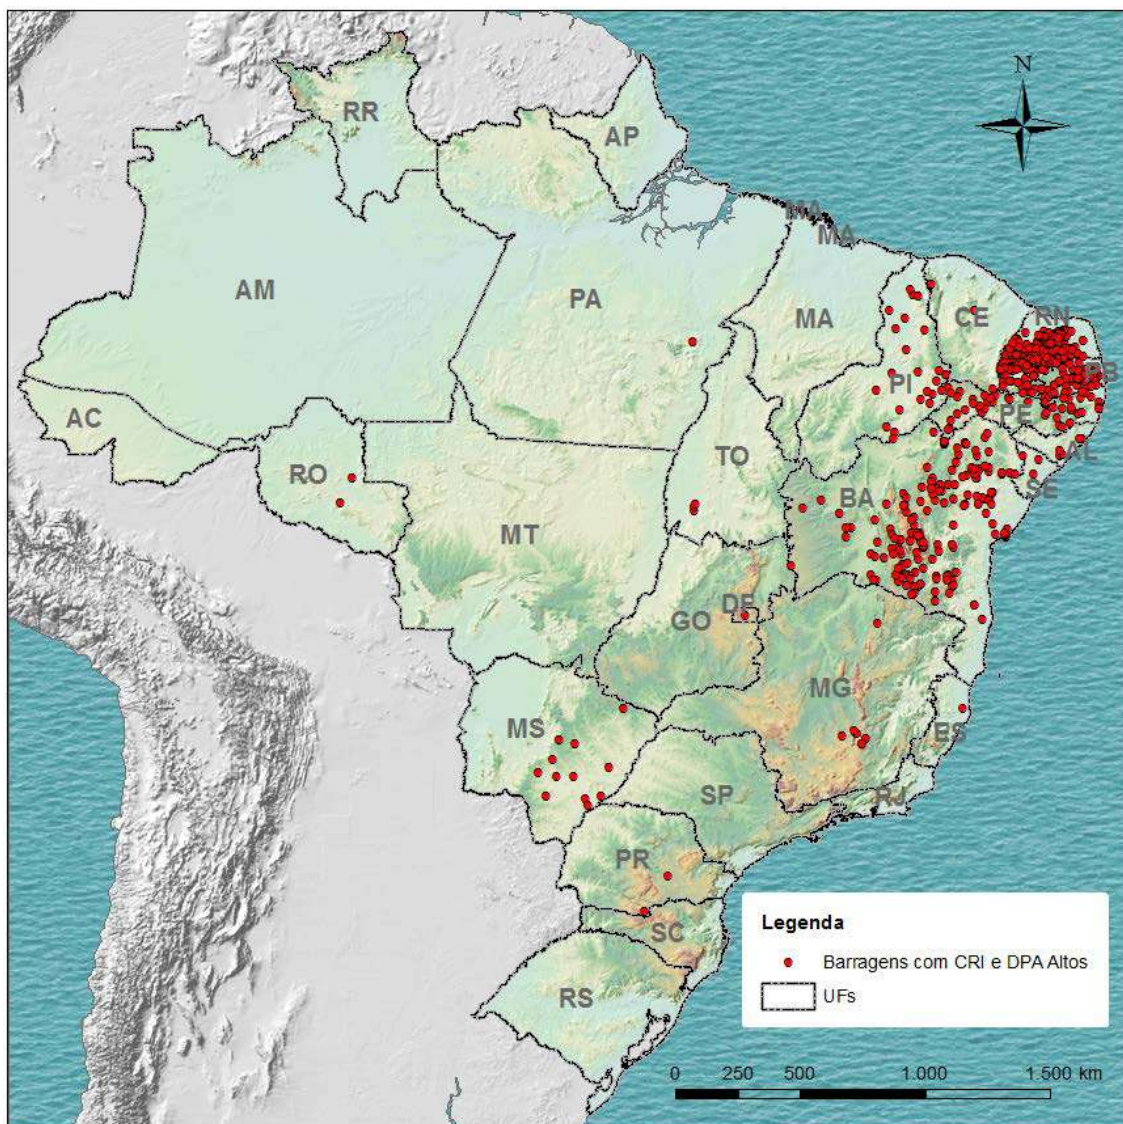 N
RR
AP
MA
MA
AM
PA
MA
CE
RN
PB
PI
PE
AC
AL
TO
RO
SE
BA
MT
DF
GO
MG
MS
ES
SP
RJ
PR
SC
RS
Legenda
Barragens com CRI e DPA Altos
UFs
0 250 500 1.000 1.500 km